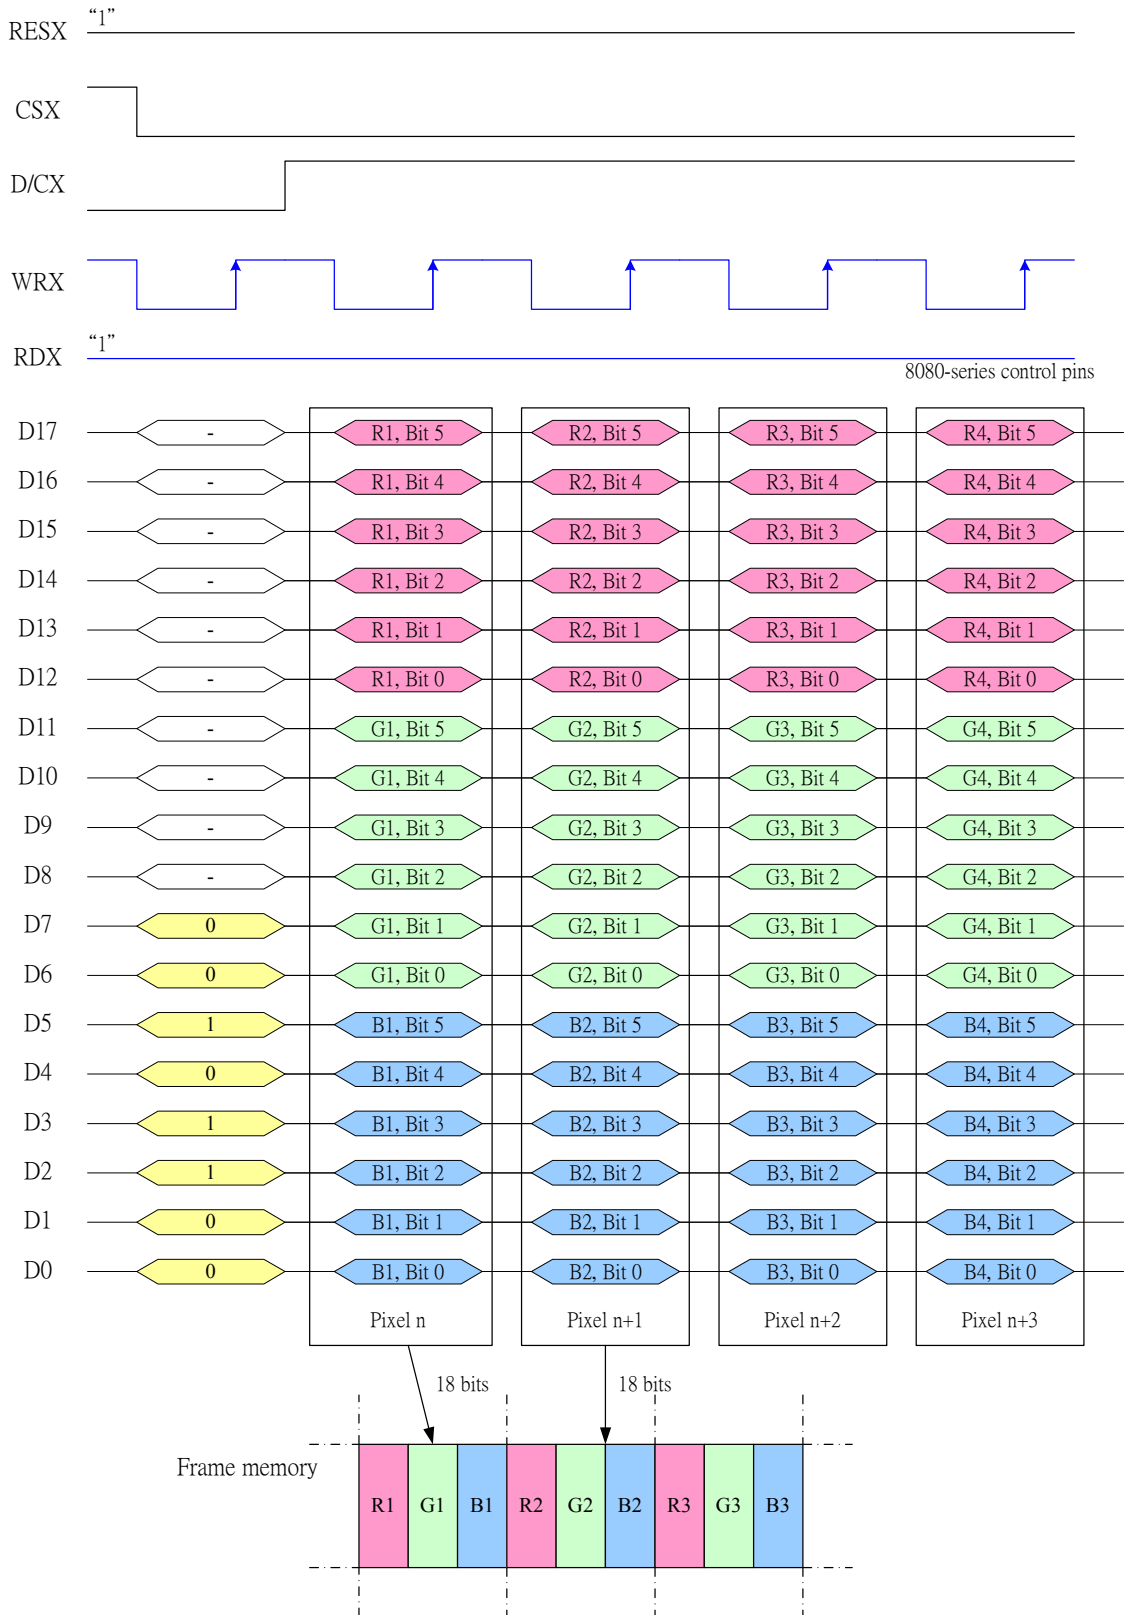 RESX “1”
CSX
D/CX
WRX
RDX “1”
8080-series control pins
D17 - R1, Bit 5 R2, Bit 5 R3, Bit 5 R4, Bit 5
D16 - R1, Bit 4 R2, Bit 4 R3, Bit 4 R4, Bit 4
D15 - R1, Bit 3 R2, Bit 3 R3, Bit 3 R4, Bit 3
D14 - R1, Bit 2 R2, Bit 2 R3, Bit 2 R4, Bit 2
D13 - R1, Bit 1 R2, Bit 1 R3, Bit 1 R4, Bit 1
D12 - R1, Bit 0 R2, Bit 0 R3, Bit 0 R4, Bit 0
D11 - G1, Bit 5 G2, Bit 5 G3, Bit 5 G4, Bit 5
D10 - G1, Bit 4 G2, Bit 4 G3, Bit 4 G4, Bit 4
D9 - G1, Bit 3 G2, Bit 3 G3, Bit 3 G4, Bit 3
D8 - G1, Bit 2 G2, Bit 2 G3, Bit 2 G4, Bit 2
D7 0 G1, Bit 1 G2, Bit 1 G3, Bit 1 G4, Bit 1
D6 0 G1, Bit 0 G2, Bit 0 G3, Bit 0 G4, Bit 0
D5 1 B1, Bit 5 B2, Bit 5 B3, Bit 5 B4, Bit 5
D4 0 B1, Bit 4 B2, Bit 4 B3, Bit 4 B4, Bit 4
D3 1 B1, Bit 3 B2, Bit 3 B3, Bit 3 B4, Bit 3
D2 1 B1, Bit 2 B2, Bit 2 B3, Bit 2 B4, Bit 2
D1 0 B1, Bit 1 B2, Bit 1 B3, Bit 1 B4, Bit 1
D0 0 B1, Bit 0 B2, Bit 0 B3, Bit 0 B4, Bit 0
Pixel n Pixel n+1 Pixel n+2 Pixel n+3
18 bits 18 bits
Frame memory
R1 G1 B1 R2 G2 B2 R3 G3 B3